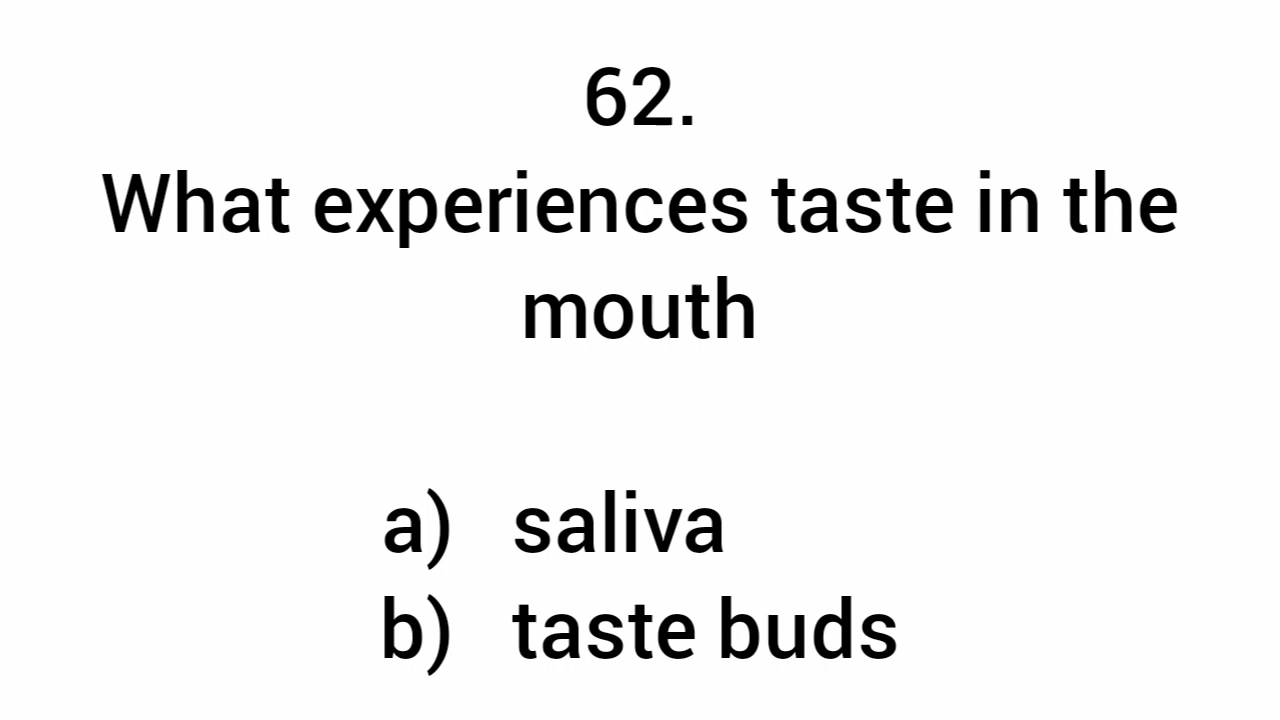 62.
What experiences taste in the
mouth
a) saliva
b) taste buds